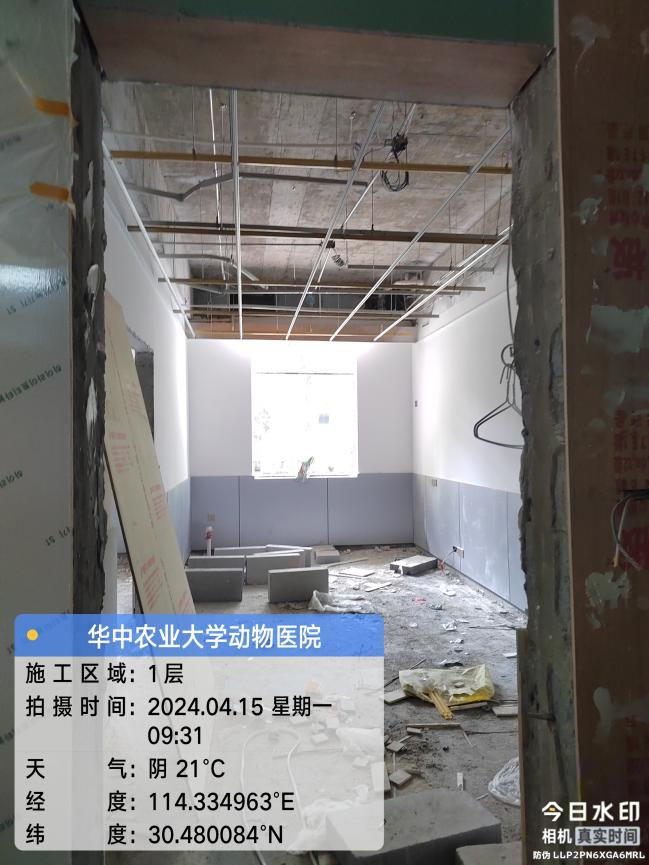 华中农业大学动物医院
施工区域：1层
拍摄时间：2024.04.15 星期一
09:31
天气：阴 21℃
经度：114.334963°E
纬度：30.480084°N
今日水印
相机 真实时间
防伪 LLP2PN6XGA6MRL
板